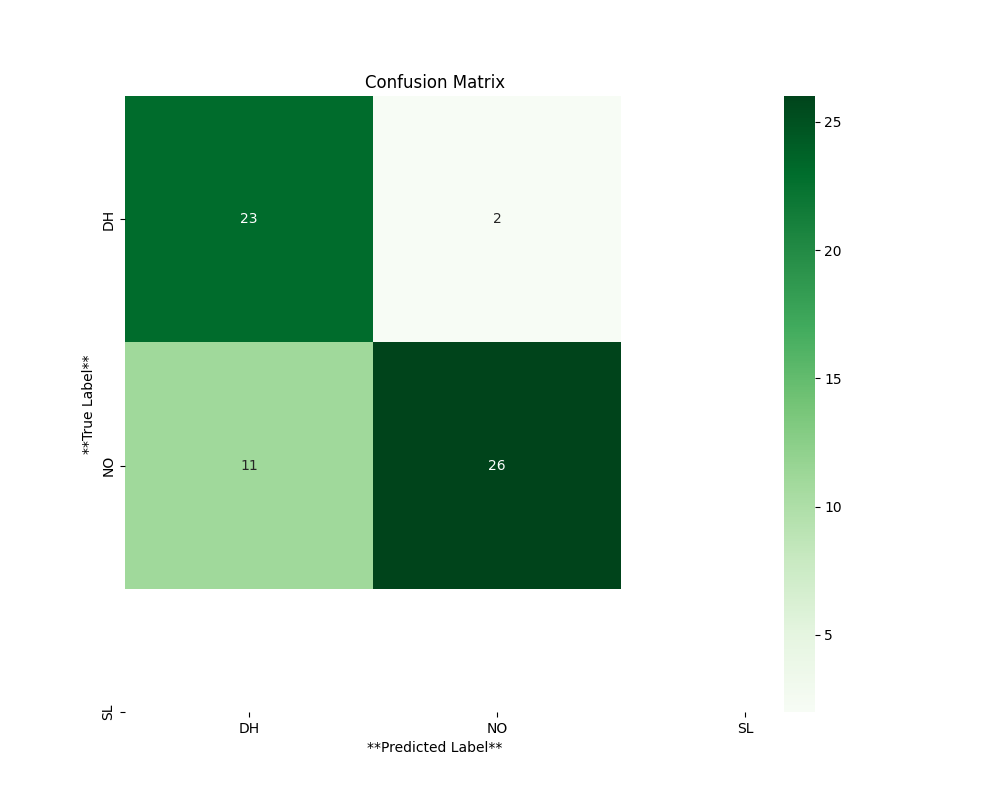 Confusion Matrix
25
DH
23
2
20
**True Label**
15
NO
11
26
10
5
SL
DH
NO
SL
**Predicted Label**